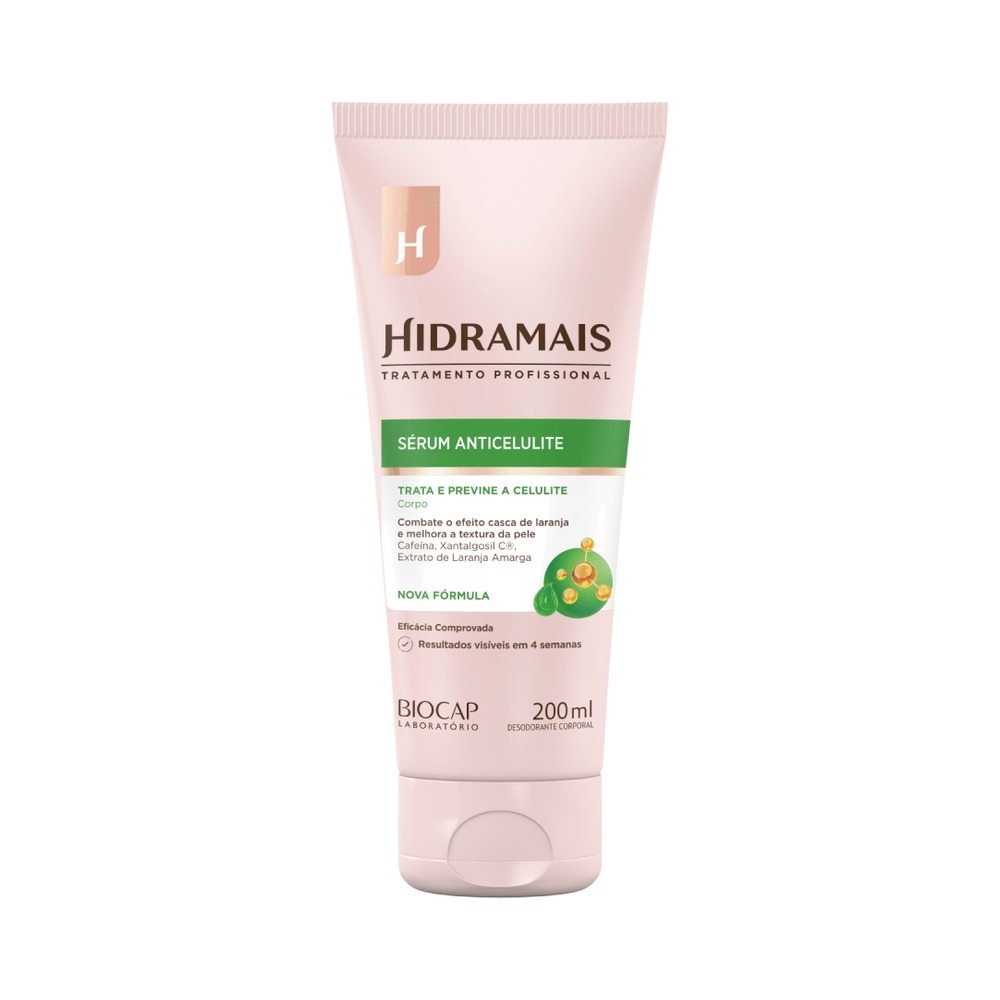 H
HIDRAMAIS
TRATAMENTO PROFISSIONAL
SÉRUM ANTICELULITE
TRATA E PREVINE A CELULITE
Corpo
Combate o efeito casca de laranja
e melhora a textura da pele
Cafeína, Xantalgosil C®,
Extrato de Laranja Amarga
NOVA FÓRMULA
Eficácia Comprovada
Resultados visíveis em 4 semanas
BIOCAP
LABORATÓRIO
200ml
DESODORANTE CORPORAL